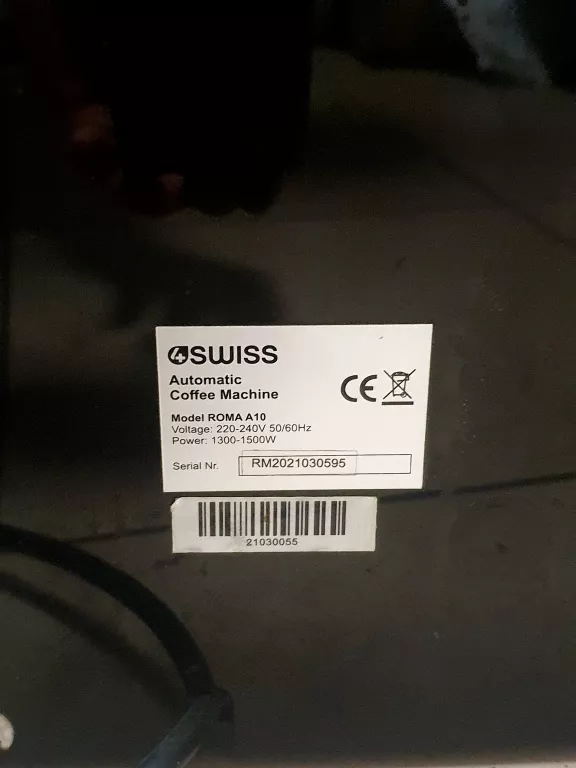 4SWISS
Automatic
Coffee Machine
CE
Model ROMA A10
Voltage: 220-240V 50/60Hz
Power: 1300-1500W
Serial Nr. RM2021030595
21030055